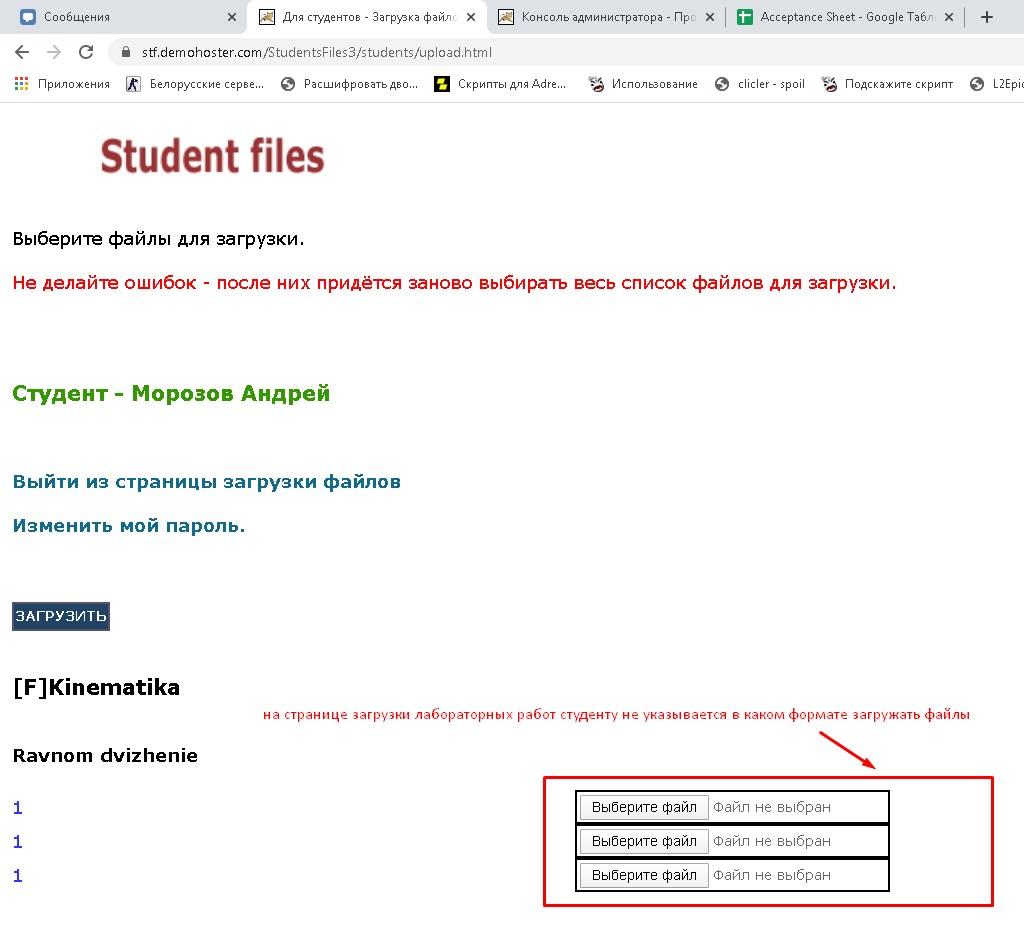 Сообщения
Для студентов - Загрузка файло
Консоль администратора - Про
Acceptance Sheet - Google Табл
stf.demohoster.com/StudentsFiles3/students/upload.html
Приложения
Белорусские серве...
Расшифровать дво...
Скрипты для Adre...
Использование
clicler - spoil
Подскажите скрипт
L2Epic
Student files
Выберите файлы для загрузки.
Не делайте ошибок - после них придётся заново выбирать весь список файлов для загрузки.
Студент - Морозов Андрей
Выйти из страницы загрузки файлов
Изменить мой пароль.
ЗАГРУЗИТЬ
[F]Kinematika
на странице загрузки лабораторных работ студенту не указывается в каком формате загружать файлы
Ravnom dvizhenie
1 Выберите файл Файл не выбран
1 Выберите файл Файл не выбран
1 Выберите файл Файл не выбран